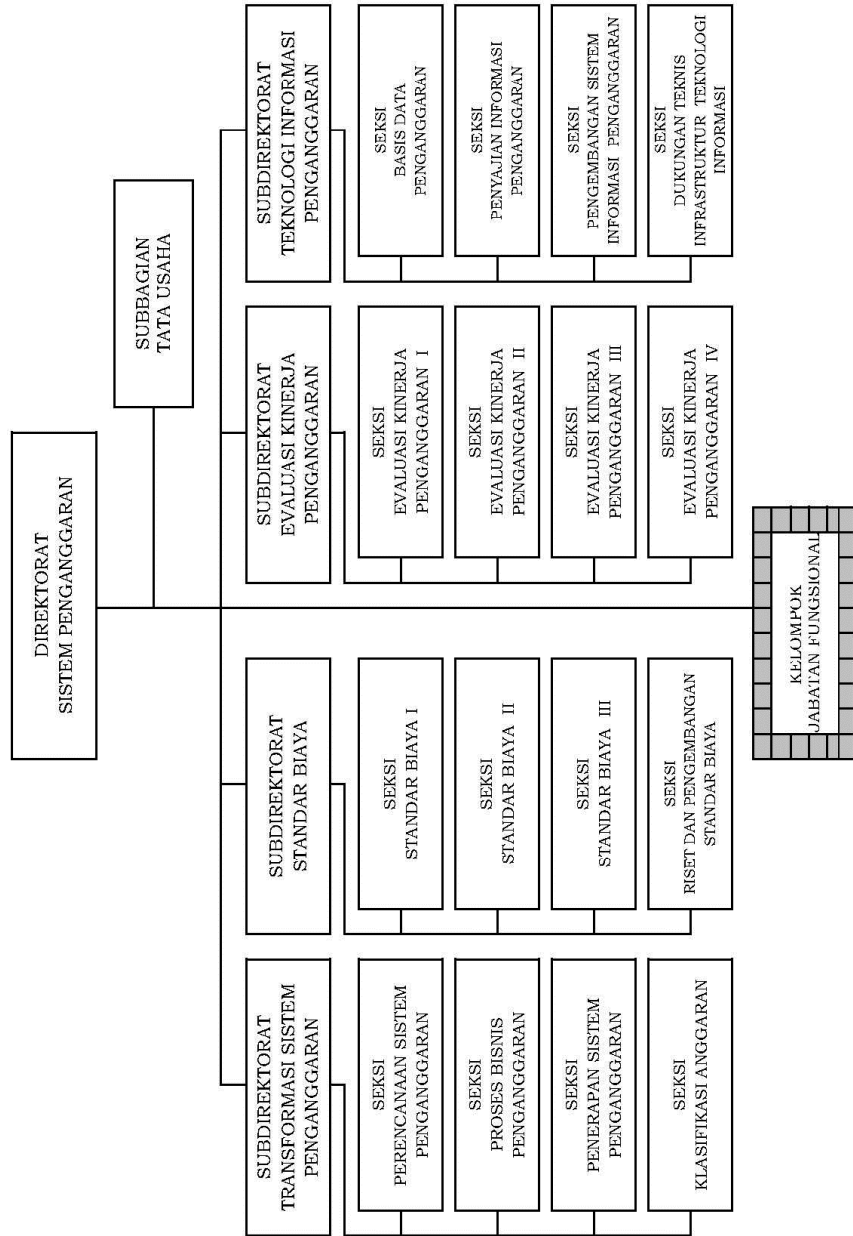 DIREKTORAT
SISTEM PENGANGGARAN
SUBBAGIAN
TATA USAHA
SUBDIREKTORAT
TRANSFORMASI SISTEM
PENGANGGARAN
SEKSI
PERENCANAAN SISTEM
PENGANGGARAN
SEKSI
PROSES BISNIS
PENGANGGARAN
SEKSI
PENERAPAN SISTEM
PENGANGGARAN
SEKSI
KLASIFIKASI ANGGARAN
SUBDIREKTORAT
STANDAR BIAYA
SEKSI
STANDAR BIAYA I
SEKSI
STANDAR BIAYA II
SEKSI
STANDAR BIAYA III
SEKSI
RISET DAN PENGEMBANGAN
STANDAR BIAYA
SUBDIREKTORAT
EVALUASI KINERJA
PENGANGGARAN
SEKSI
EVALUASI KINERJA
PENGANGGARAN I
SEKSI
EVALUASI KINERJA
PENGANGGARAN II
SEKSI
EVALUASI KINERJA
PENGANGGARAN III
SEKSI
EVALUASI KINERJA
PENGANGGARAN IV
SUBDIREKTORAT
TEKNOLOGI INFORMASI
PENGANGGARAN
SEKSI
BASIS DATA
PENGANGGARAN
SEKSI
PENYAJIAN INFORMASI
PENGANGGARAN
SEKSI
PENGEMBANGAN SISTEM
INFORMASI PENGANGGARAN
SEKSI
DUKUNGAN TEKNIS
INFRASTRUKTUR TEKNOLOGI
INFORMASI
KELOMPOK
JABATAN FUNGSIONAL